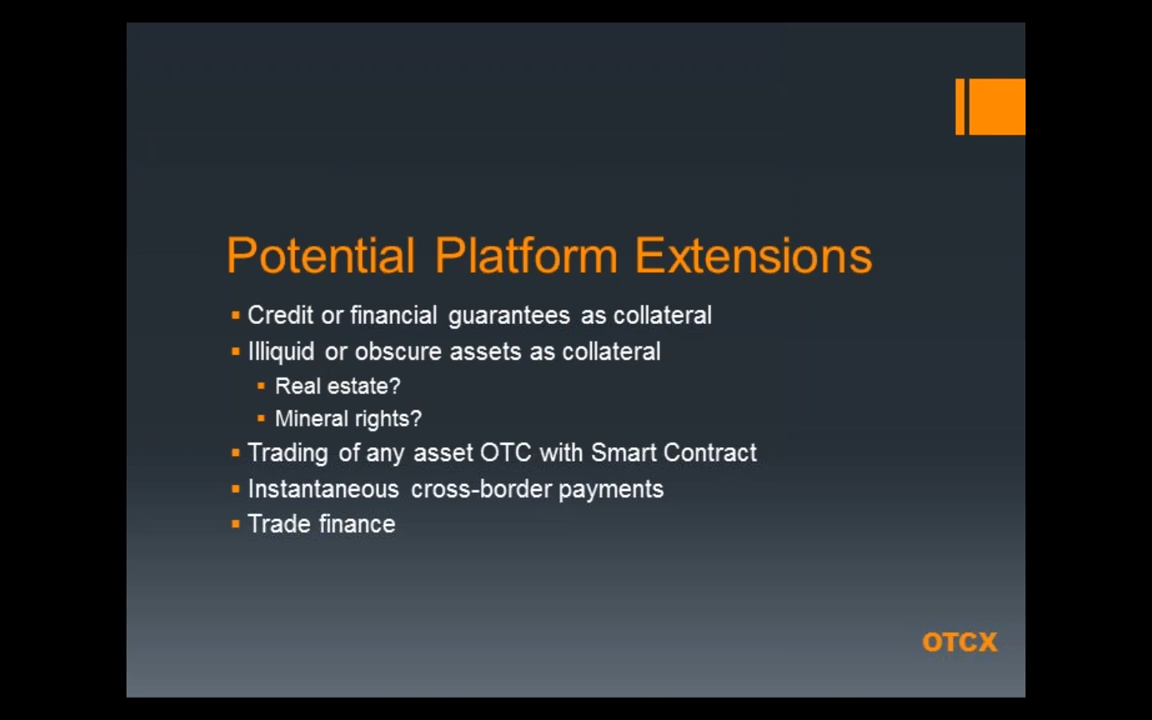 Potential Platform Extensions
Credit or financial guarantees as collateral
Illiquid or obscure assets as collateral
Real estate?
Mineral rights?
Trading of any asset OTC with Smart Contract
Instantaneous cross-border payments
Trade finance
OTCX